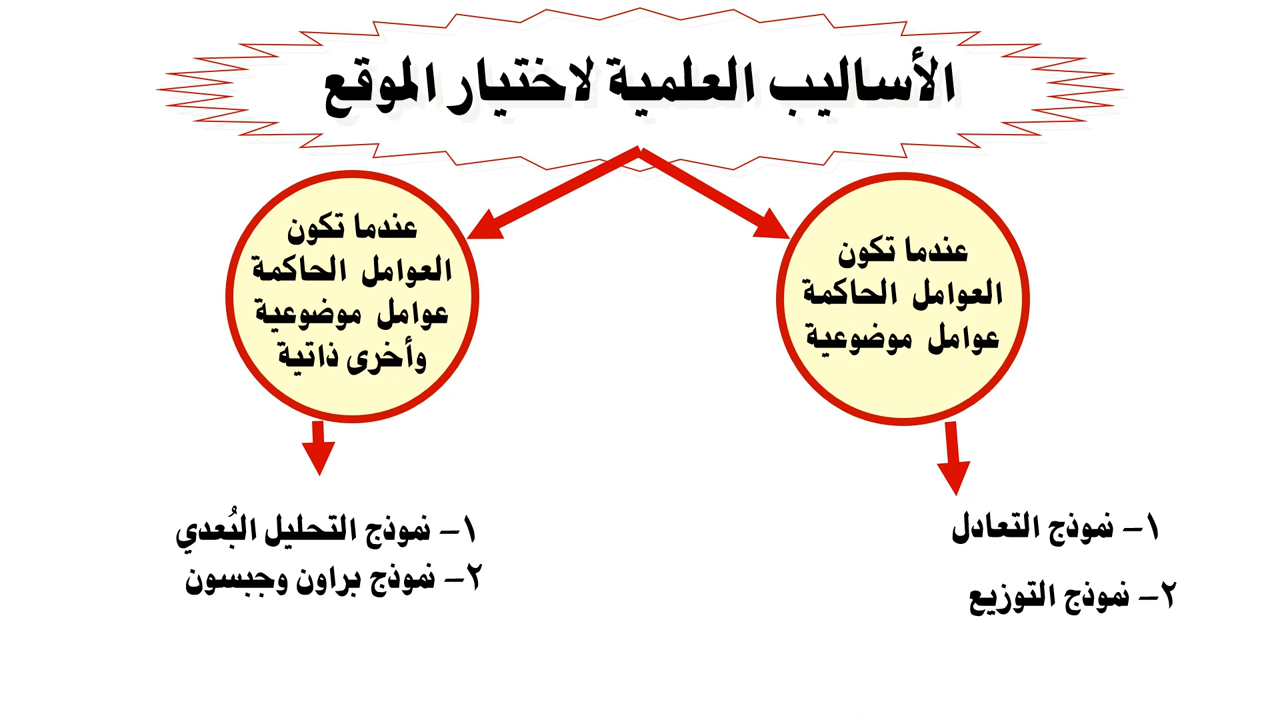 الأساليب العلمية لاختيار الموقع
عندما تكون
العوامل الحاكمة
عوامل موضوعية
١- نموذج التعادل
٢- نموذج التوزيع
عندما تكون
العوامل الحاكمة
عوامل موضوعية
وأخرى ذاتية
١- نموذج التحليل البُعدي
٢- نموذج براون وجبسون